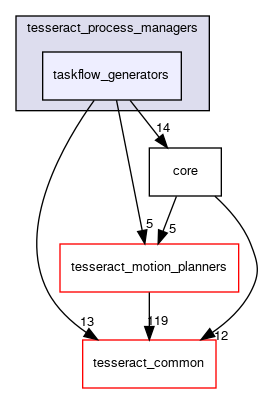 tesseract_process_managers
taskflow_generators
14
core
5
5
tesseract_motion_planners
13
119
12
tesseract_common